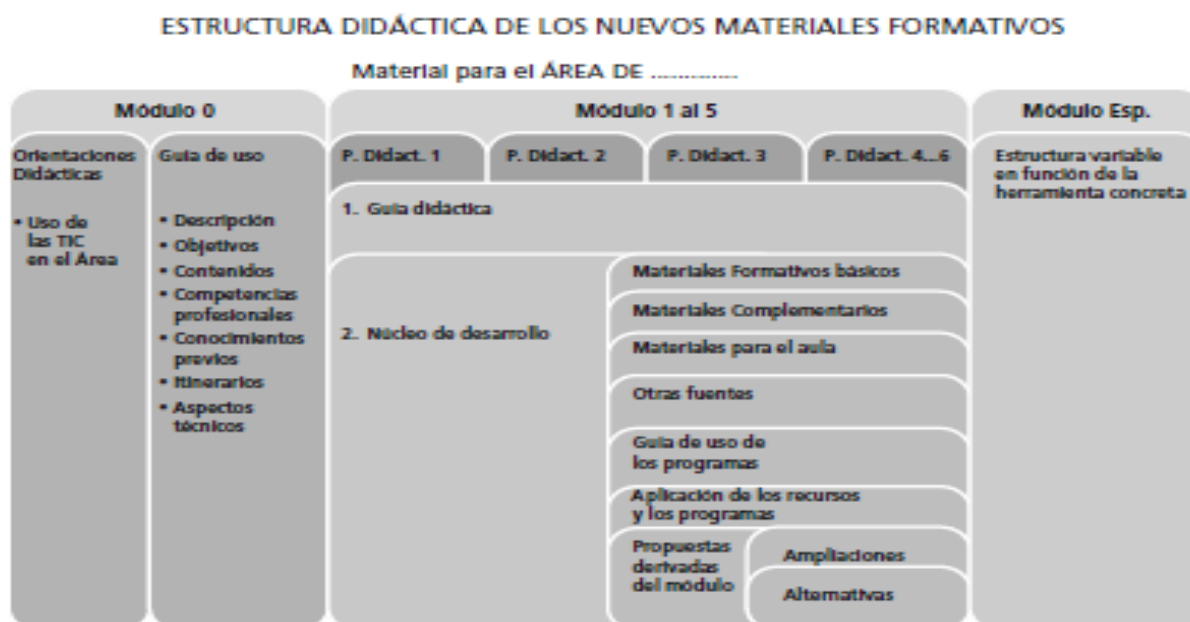 ESTRUCTURA DIDÁCTICA DE LOS NUEVOS MATERIALES FORMATIVOS
Material para el ÁREA DE .............
Módulo 0
Orientaciones
Didácticas
• Uso de
las TIC
en el Área
Guía de uso
• Descripción
• Objetivos
• Contenidos
• Competencias
profesionales
• Conocimientos
previos
• Itinerarios
• Aspectos
técnicos
Módulo 1 al 5
P. Didact. 1
P. Didact. 2
P. Didact. 3
P. Didact. 4...6
1. Guía didáctica
2. Núcleo de desarrollo
Materiales Formativos básicos
Materiales Complementarios
Materiales para el aula
Otras fuentes
Guía de uso de
los programas
Aplicación de los recursos
y los programas
Propuestas
derivadas
del módulo
Ampliaciones
Alternativas
Módulo Esp.
Estructura variable
en función de la
herramienta concreta